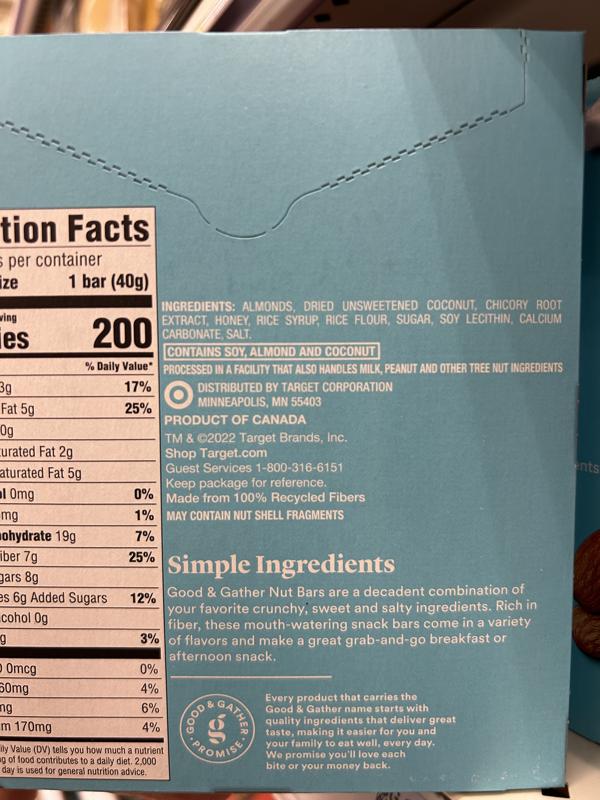 tion Facts
s per container
ize 1 bar (40g)
ving
ies 200
% Daily Value*
3g 17%
Fat 5g 25%
0g
urated Fat 2g
aturated Fat 5g
ol 0mg 0%
mg 1%
ohydrate 19g 7%
iber 7g 25%
gars 8g
es 6g Added Sugars 12%
cohol 0g
g 3%
0mcg 0%
60mg 4%
mg 6%
m 170mg 4%
ily Value (DV) tells you how much a nutrient
g of food contributes to a daily diet. 2,000
day is used for general nutrition advice.
INGREDIENTS: ALMONDS, DRIED UNSWEETENED COCONUT, CHICORY ROOT
EXTRACT, HONEY, RICE SYRUP, RICE FLOUR, SUGAR, SOY LECITHIN, CALCIUM
CARBONATE, SALT.
CONTAINS SOY, ALMOND AND COCONUT
PROCESSED IN A FACILITY THAT ALSO HANDLES MILK, PEANUT AND OTHER TREE NUT INGREDIENTS
DISTRIBUTED BY TARGET CORPORATION
MINNEAPOLIS, MN 55403
PRODUCT OF CANADA
TM & ©2022 Target Brands, Inc.
Shop Target.com
Guest Services 1-800-316-6151
Keep package for reference.
Made from 100% Recycled Fibers
MAY CONTAIN NUT SHELL FRAGMENTS
Simple Ingredients
Good & Gather Nut Bars are a decadent combination of
your favorite crunchy, sweet and salty ingredients. Rich in
fiber, these mouth-watering snack bars come in a variety
of flavors and make a great grab-and-go breakfast or
afternoon snack.
GOOD & GATHER
g
PROMISE
Every product that carries the
Good & Gather name starts with
quality ingredients that deliver great
taste, making it easier for you and
your family to eat well, every day.
We promise you'll love each
bite or your money back.
ents